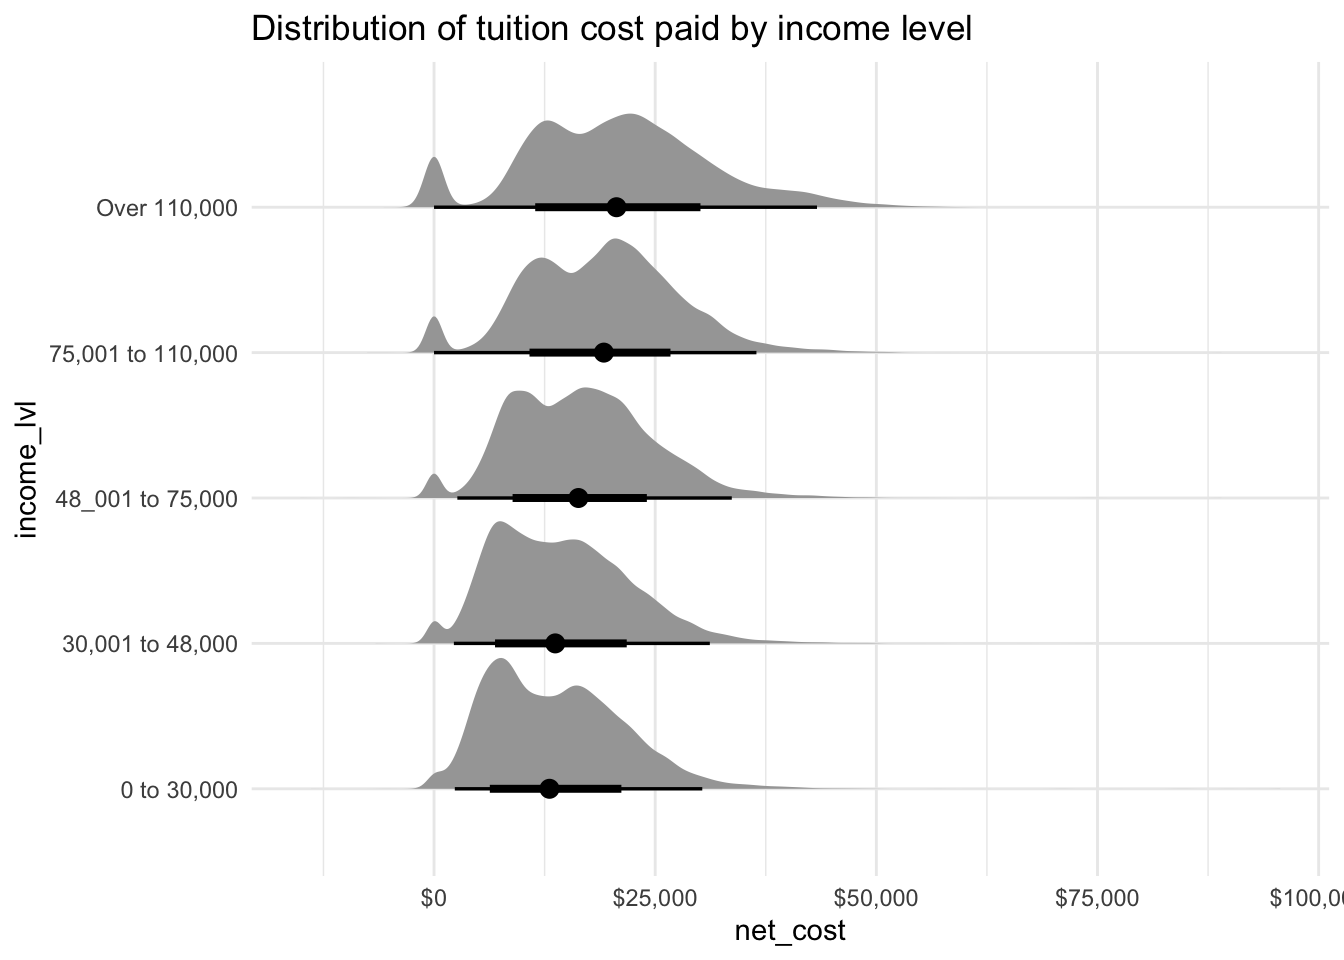 Distribution of tuition cost paid by income level
income_lvl
Over 110,000
75,001 to 110,000
48_001 to 75,000
30,001 to 48,000
0 to 30,000
$0 $25,000 $50,000 $75,000 $100,0
net_cost